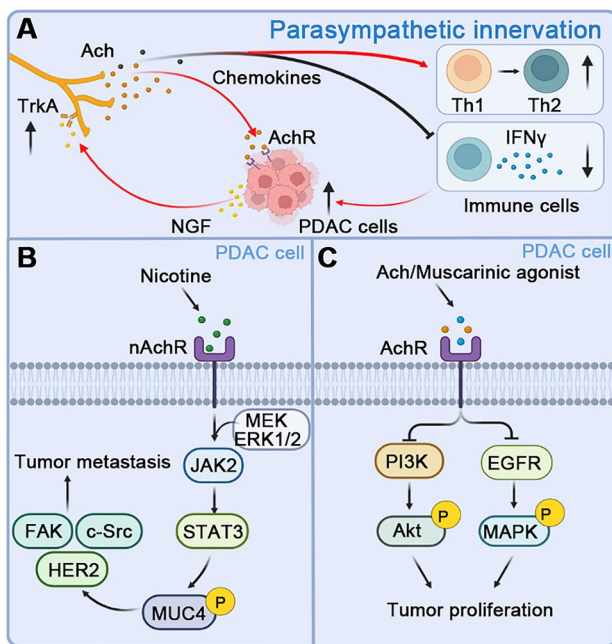 A
Parasympathetic innervation
Ach
Chemokines
TrkA
AchR
Th1
Th2
IFNγ
Immune cells
NGF
PDAC cells
B
PDAC cell
Nicotine
nAchR
MEK
ERK1/2
JAK2
Tumor metastasis
STAT3
FAK
c-Src
HER2
MUC4
P
C
PDAC cell
Ach/Muscarinic agonist
AchR
PI3K
EGFR
Akt
P
MAPK
P
Tumor proliferation